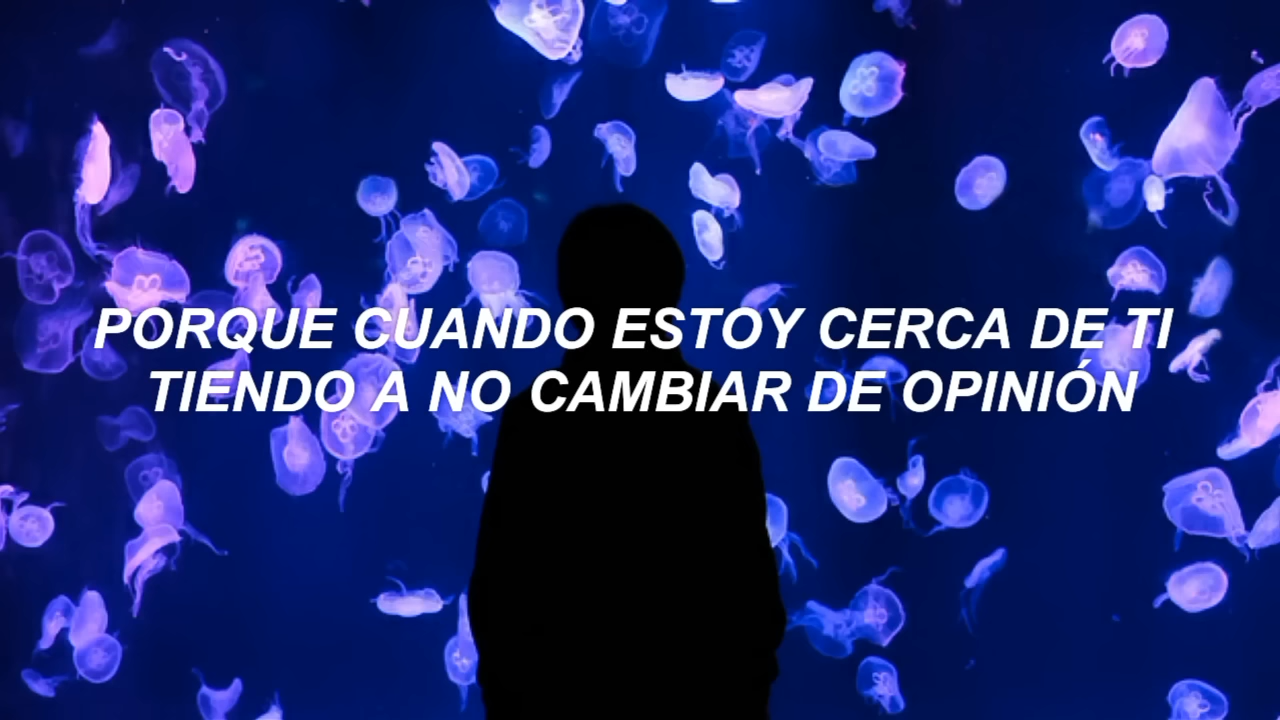 PORQUE CUANDO ESTOY CERCA DE TI
TIENDO A NO CAMBIAR DE OPINIÓN